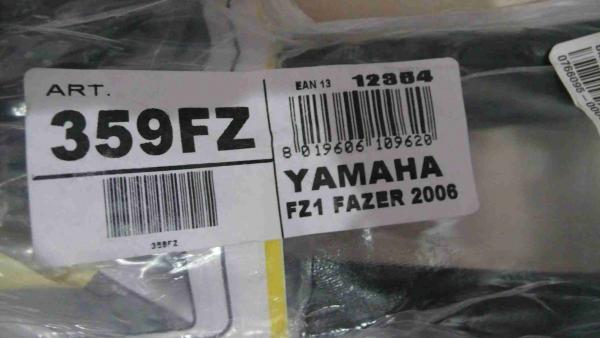 ART.
359FZ
359FZ
EAN 13 12354
8 019606 109620
YAMAHA
FZ1 FAZER 2006